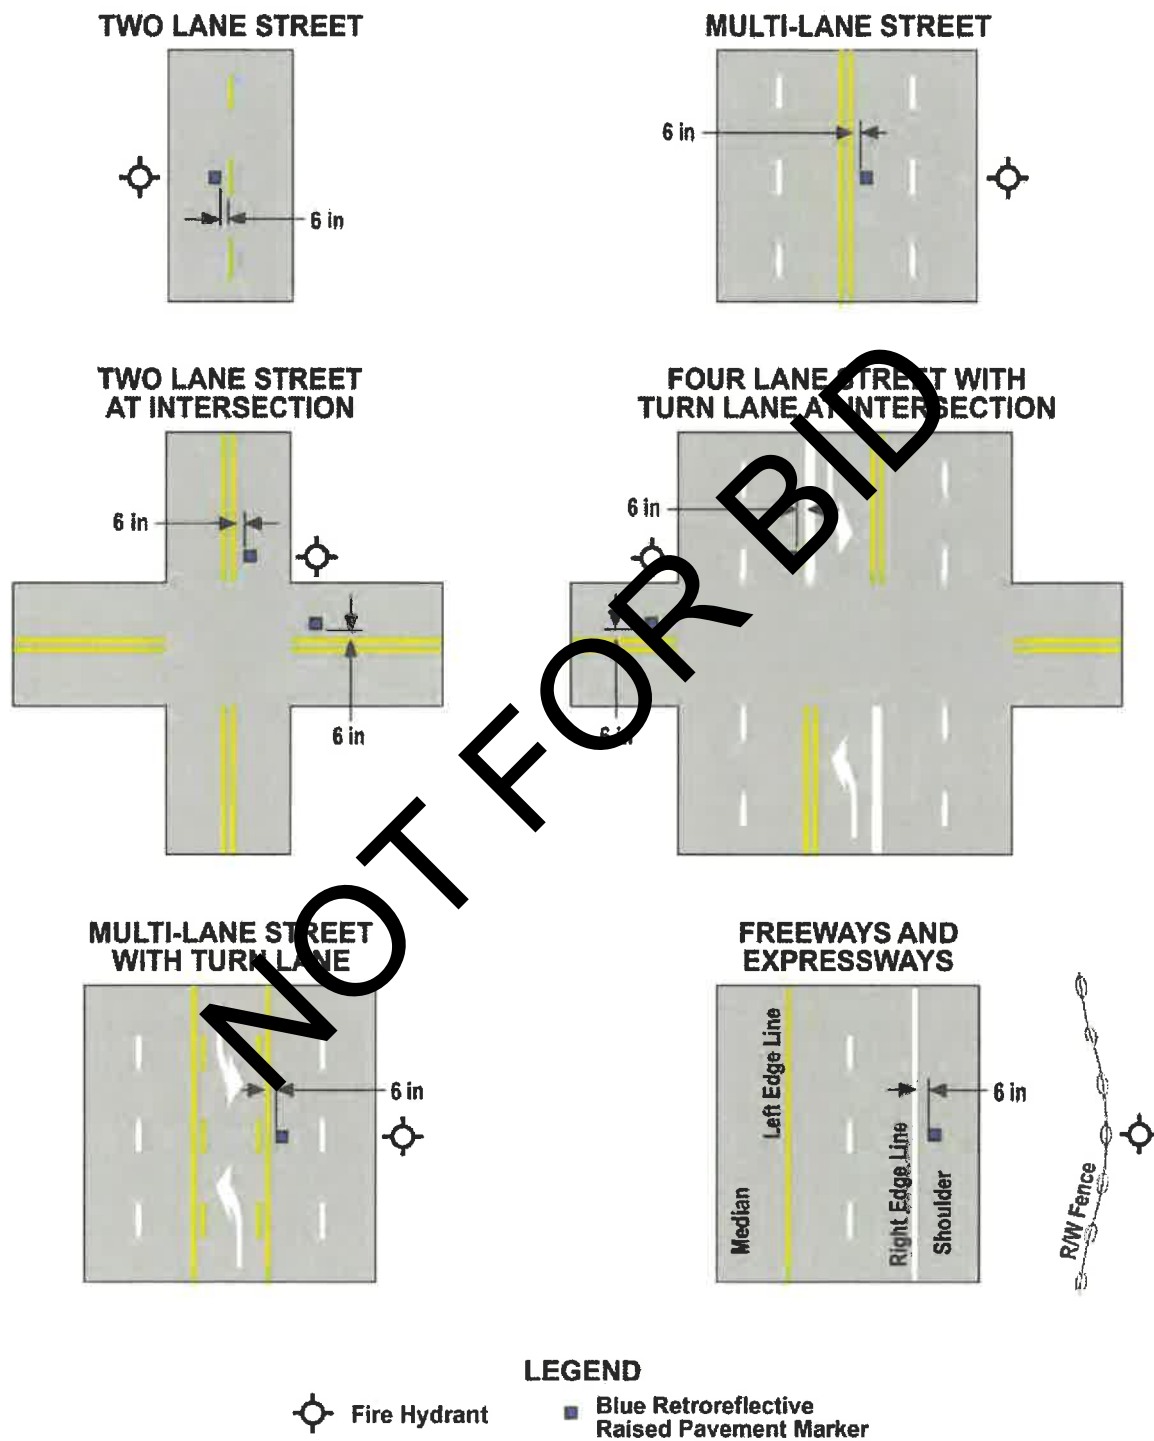 TWO LANE STREET
6 in
MULTI-LANE STREET
6 in
TWO LANE STREET
AT INTERSECTION
6 in
6 in
FOUR LANE STREET WITH
TURN LANE AT INTERSECTION
6 in
6 in
MULTI-LANE STREET
WITH TURN LANE
6 in
FREEWAYS AND
EXPRESSWAYS
Median
Left Edge Line
Right Edge Line
Shoulder
6 in
R/W Fence
NOT FOR BID
LEGEND
Fire Hydrant
Blue Retroreflective
Raised Pavement Marker